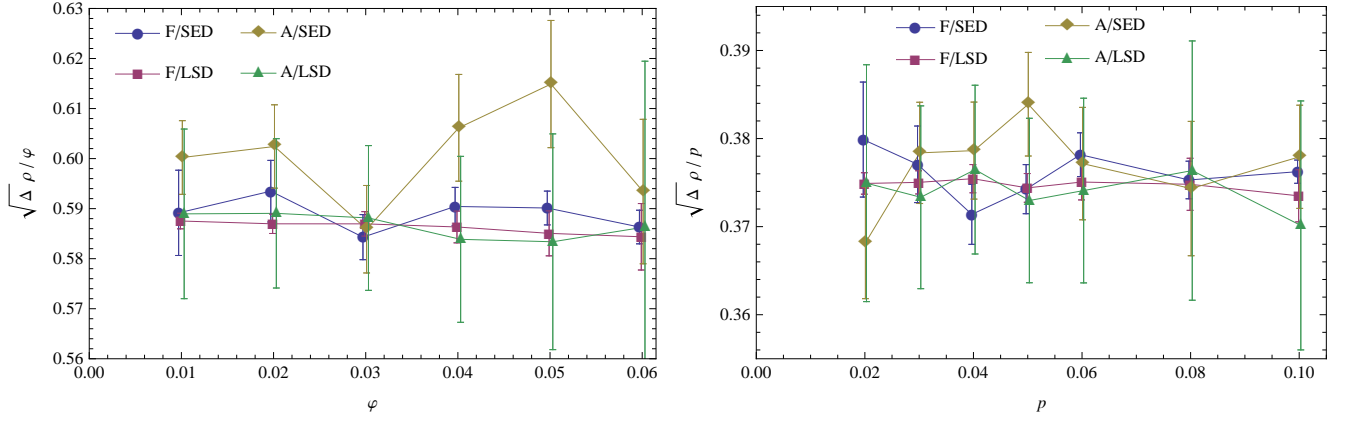 0.63
0.62
0.61
0.60
0.59
0.58
0.57
0.56
√Δ ρ / φ
F/SED
A/SED
F/LSD
A/LSD
0.00 0.01 0.02 0.03 0.04 0.05 0.06
φ
0.39
0.38
0.37
0.36
√Δ ρ / p
F/SED
A/SED
F/LSD
A/LSD
0.00 0.02 0.04 0.06 0.08 0.10
p